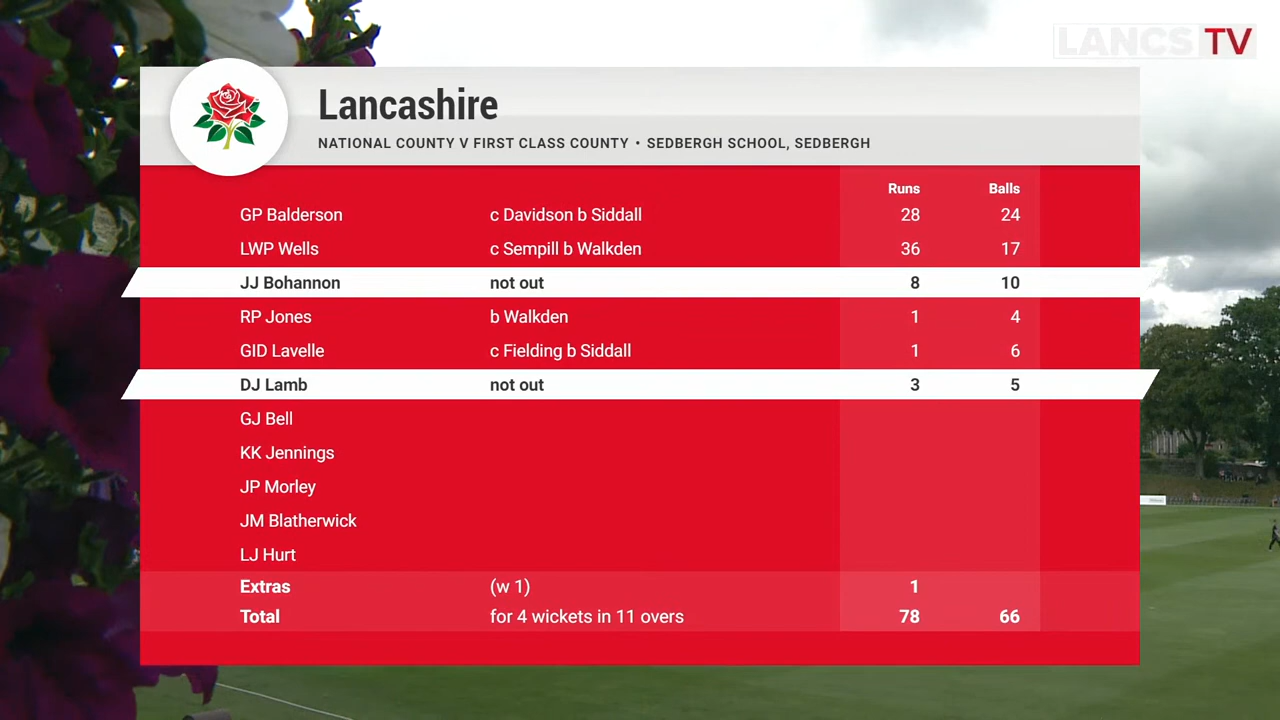 LANCS TV
Lancashire
NATIONAL COUNTY V FIRST CLASS COUNTY • SEDBERGH SCHOOL, SEDBERGH
Runs Balls
GP Balderson c Davidson b Siddall 28 24
LWP Wells c Sempill b Walkden 36 17
JJ Bohannon not out 8 10
RP Jones b Walkden 1 4
GID Lavelle c Fielding b Siddall 1 6
DJ Lamb not out 3 5
GJ Bell
KK Jennings
JP Morley
JM Blatherwick
LJ Hurt
Extras (w 1) 1
Total for 4 wickets in 11 overs 78 66